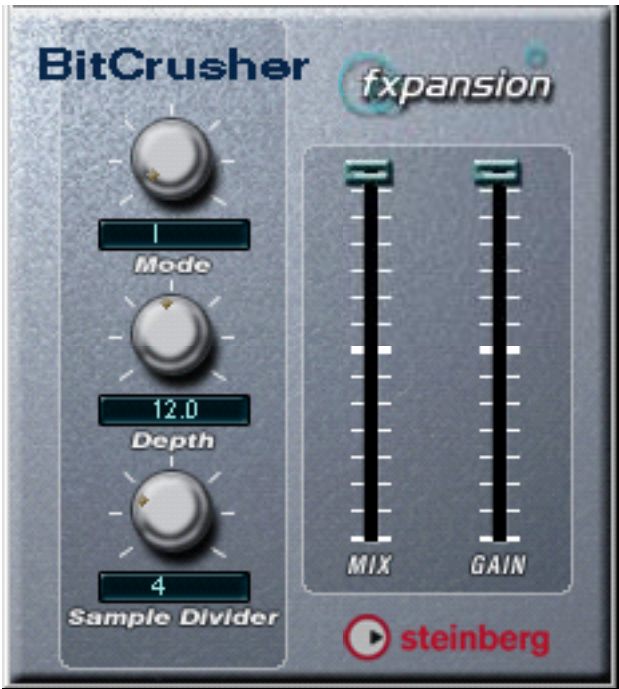 BitCrusher
fxpansion
I
Mode
12.0
Depth
4
Sample Divider
MIX
GAIN
steinberg